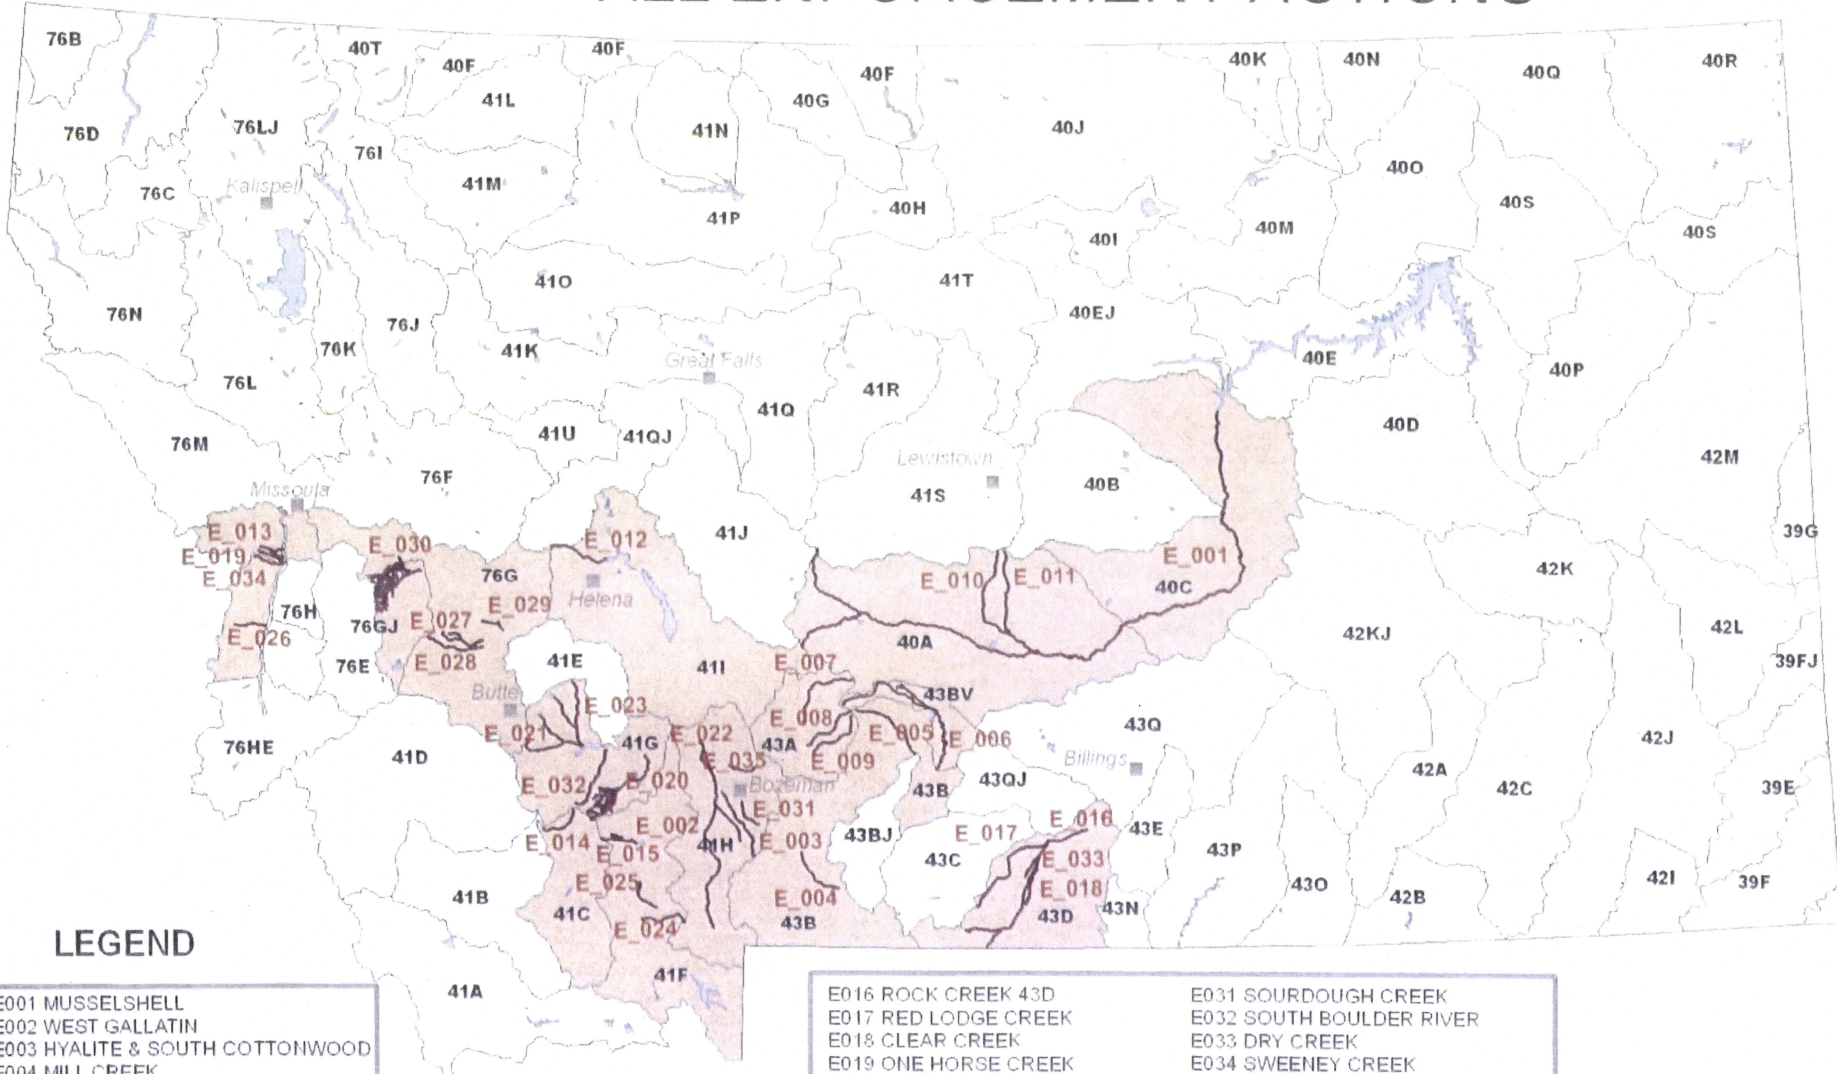 ALL ENFORCEMENT ACTIONS
76B
40T
40F
40F
40F
40K
40N
40Q
40R
76D
76LJ
76I
41L
41N
40G
40J
76C
Kalispell
41M
41P
40H
40I
40M
40O
40S
40S
76N
76J
76K
41O
41K
Great Falls
41T
40EJ
40E
40P
76L
41R
41Q
76M
76F
41U
41QJ
Lewistown
41S
40B
40D
42M
Missoula
E_013
E_019
E_034
E_030
E_012
41J
E_001
39G
76H
76G
Helena
E_010
E_011
40C
42K
E_026
76GJ
E_027
E_029
40A
42KJ
42L
76E
E_028
41E
41I
E_007
39FJ
Butte
E_023
43BV
76HE
41D
E_021
41G
E_022
E_008
43A
E_005
E_006
43Q
42J
E_035
E_009
Billings
42A
E_032
E_020
Bozeman
43B
43QJ
42C
39E
E_002
E_031
E_014
E_015
41H
E_003
43BJ
E_017
E_016
43E
43C
E_033
43P
E_025
E_004
E_018
43O
42B
42I
39F
41B
41C
E_024
43B
43D
43N
41A
41F
LEGEND
E001 MUSSELSHELL
E002 WEST GALLATIN
E003 HYALITE & SOUTH COTTONWOOD
E004 MILL CREEK
E016 ROCK CREEK 43D
E017 RED LODGE CREEK
E018 CLEAR CREEK
E019 ONE HORSE CREEK
E031 SOURDOUGH CREEK
E032 SOUTH BOULDER RIVER
E033 DRY CREEK
E034 SWEENEY CREEK